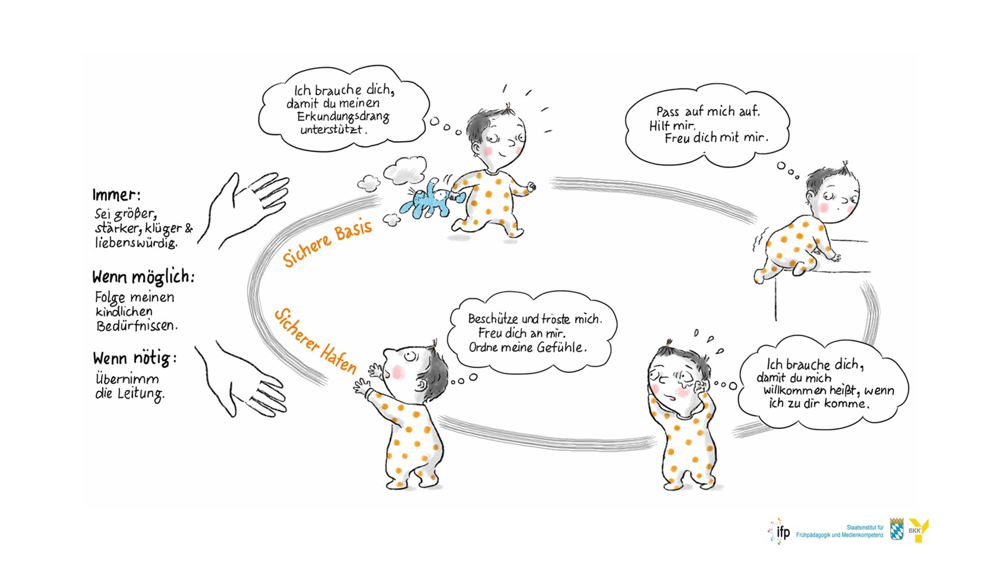 Ich brauche dich,
damit du meinen
Erkundungsdrang
unterstützt.
Pass auf mich auf.
Hilf mir.
Freu dich mit mir.
Immer:
Sei größer,
stärker, klüger &
liebenswürdig.
Wenn möglich:
Folge meinen
kindlichen
Bedürfnissen.
Wenn nötig:
Übernimm
die Leitung.
Sichere Basis
Sicherer Hafen
Beschütze und tröste mich.
Freu dich an mir.
Ordne meine Gefühle.
Ich brauche dich,
damit du mich
willkommen heißt, wenn
ich zu dir komme.
ifp
Staatsinstitut für
Frühpädagogik und Medienkompetenz
BKK